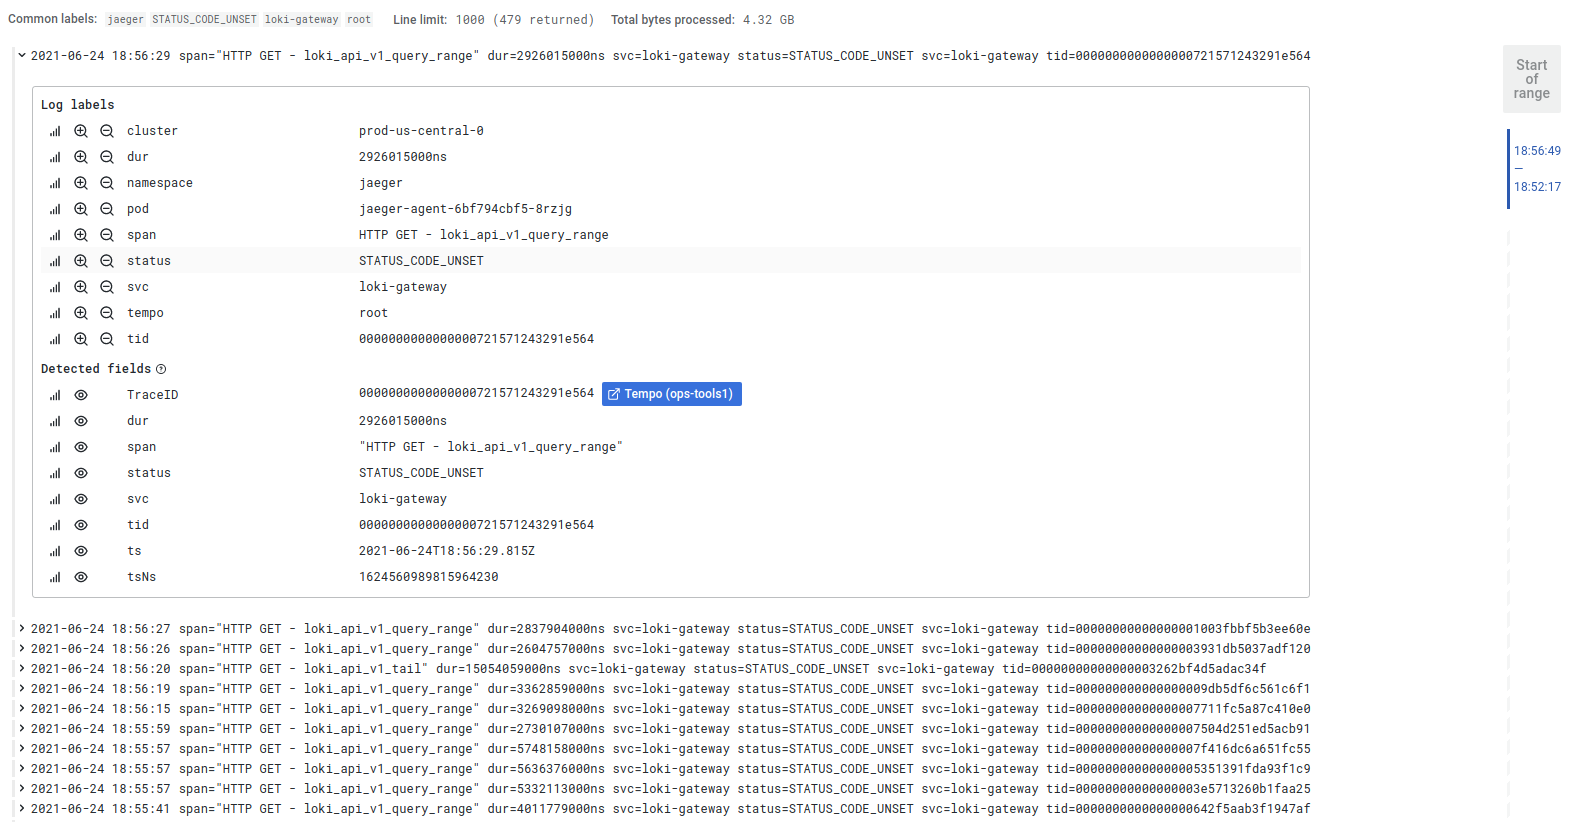 Common labels: jaeger STATUS_CODE_UNSET loki-gateway root Line limit: 1000 (479 returned) Total bytes processed: 4.32 GB
2021-06-24 18:56:29 span="HTTP GET - loki_api_v1_query_range" dur=2926015000ns svc=loki-gateway status=STATUS_CODE_UNSET svc=loki-gateway tid=0000000000000000721571243291e564
Start
of
range
18:56:49
—
18:52:17
Log labels
cluster prod-us-central-0
dur 2926015000ns
namespace jaeger
pod jaeger-agent-6bf794cbf5-8rzjg
span HTTP GET - loki_api_v1_query_range
status STATUS_CODE_UNSET
svc loki-gateway
tempo root
tid 0000000000000000721571243291e564
Detected fields
TraceID 0000000000000000721571243291e564 Tempo (ops-tools1)
dur 2926015000ns
span "HTTP GET - loki_api_v1_query_range"
status STATUS_CODE_UNSET
svc loki-gateway
tid 0000000000000000721571243291e564
ts 2021-06-24T18:56:29.815Z
tsNs 1624560989815964230
2021-06-24 18:56:27 span="HTTP GET - loki_api_v1_query_range" dur=2837904000ns svc=loki-gateway status=STATUS_CODE_UNSET svc=loki-gateway tid=00000000000000001003fbbf5b3ee60e
2021-06-24 18:56:26 span="HTTP GET - loki_api_v1_query_range" dur=2604757000ns svc=loki-gateway status=STATUS_CODE_UNSET svc=loki-gateway tid=00000000000000003931db5037adf120
2021-06-24 18:56:20 span="HTTP GET - loki_api_v1_tail" dur=15054059000ns svc=loki-gateway status=STATUS_CODE_UNSET svc=loki-gateway tid=00000000000000003262bf4d5adac34f
2021-06-24 18:56:19 span="HTTP GET - loki_api_v1_query_range" dur=3362859000ns svc=loki-gateway status=STATUS_CODE_UNSET svc=loki-gateway tid=000000000000000009db5df6c561c6f1
2021-06-24 18:56:15 span="HTTP GET - loki_api_v1_query_range" dur=3269098000ns svc=loki-gateway status=STATUS_CODE_UNSET svc=loki-gateway tid=00000000000000007711fc5a87c410e0
2021-06-24 18:55:59 span="HTTP GET - loki_api_v1_query_range" dur=2730107000ns svc=loki-gateway status=STATUS_CODE_UNSET svc=loki-gateway tid=00000000000000007504d251ed5acb91
2021-06-24 18:55:57 span="HTTP GET - loki_api_v1_query_range" dur=5748158000ns svc=loki-gateway status=STATUS_CODE_UNSET svc=loki-gateway tid=00000000000000007f416dc6a651fc55
2021-06-24 18:55:57 span="HTTP GET - loki_api_v1_query_range" dur=5636376000ns svc=loki-gateway status=STATUS_CODE_UNSET svc=loki-gateway tid=00000000000000005351391fda93f1c9
2021-06-24 18:55:57 span="HTTP GET - loki_api_v1_query_range" dur=5332113000ns svc=loki-gateway status=STATUS_CODE_UNSET svc=loki-gateway tid=00000000000000003e5713260b1faa25
2021-06-24 18:55:41 span="HTTP GET - loki_api_v1_query_range" dur=4011779000ns svc=loki-gateway status=STATUS_CODE_UNSET svc=loki-gateway tid=0000000000000000642f5aab3f1947af